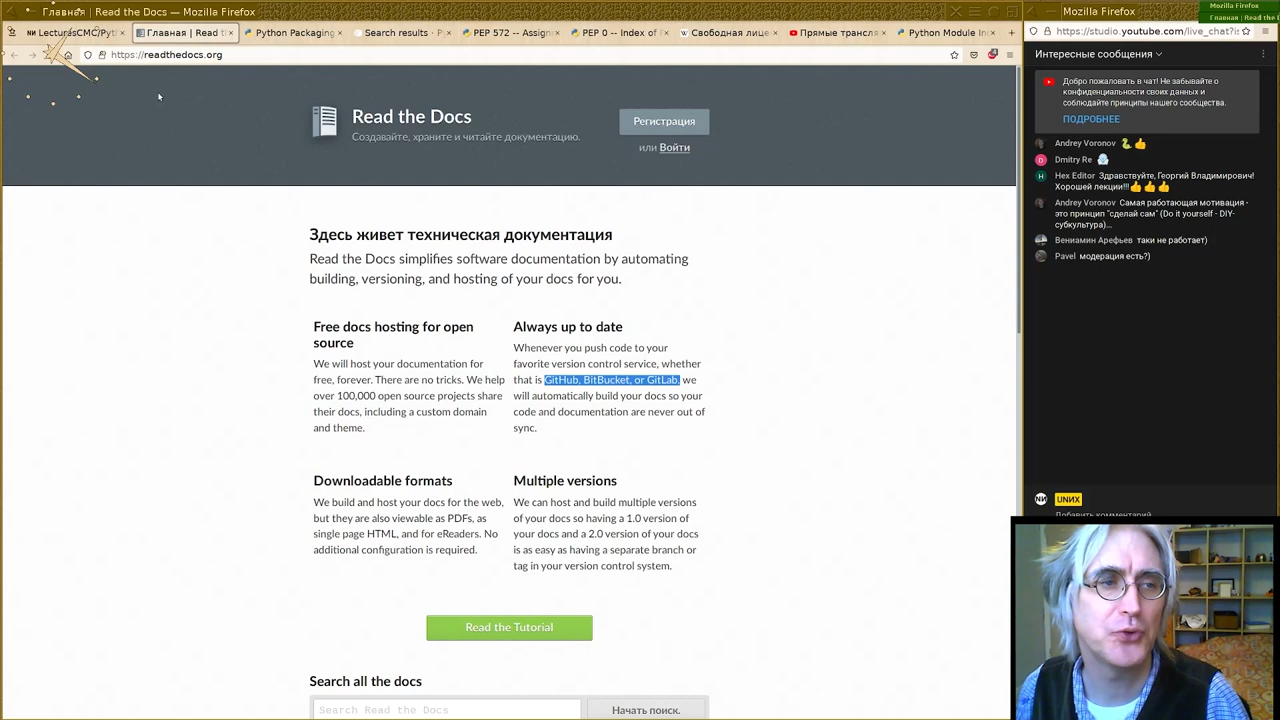 Главная | Read the Docs — Mozilla Firefox
LecturesCMC/Pyt
Главная | Read t
Python Packaging
Search results · P
PEP 572 -- Assign
PEP 0 -- Index of
Свободная лице
Прямые трансл
Python Module In
https://readthedocs.org
Read the Docs
Создавайте, храните и читайте документацию.
Регистрация
или Войти
Здесь живет техническая документация
Read the Docs simplifies software documentation by automating
building, versioning, and hosting of your docs for you.
Free docs hosting for open
source
We will host your documentation for
free, forever. There are no tricks. We help
over 100,000 open source projects share
their docs, including a custom domain
and theme.
Always up to date
Whenever you push code to your
favorite version control service, whether
that is GitHub, BitBucket, or GitLab, we
will automatically build your docs so your
code and documentation are never out of
sync.
Downloadable formats
We build and host your docs for the web,
but they are also viewable as PDFs, as
single page HTML, and for eReaders. No
additional configuration is required.
Multiple versions
We can host and build multiple versions
of your docs so having a 1.0 version of
your docs and a 2.0 version of your docs
is as easy as having a separate branch or
tag in your version control system.
Read the Tutorial
Search all the docs
Search Read the Docs
Начать поиск.
Mozilla Firefox
Mozilla Firefox
Главная | Read the
https://studio.youtube.com/live_chat?is
Интересные сообщения
Добро пожаловать в чат! Не забывайте о
конфиденциальности своих данных и
соблюдайте принципы нашего сообщества.
ПОДРОБНЕЕ
Andrey Voronov 🐍👍
Dmitry Re
Hex Editor Здравствуйте, Георгий Владимирович!
Хорошей лекции!!!👍👍👍
Andrey Voronov Самая работающая мотивация -
это принцип "сделай сам" (Do it yourself - DIY-
субкультура)...
Вениамин Арефьев таки не работает)
Pavel модерация есть?)
UNИX
Добавить комментарий